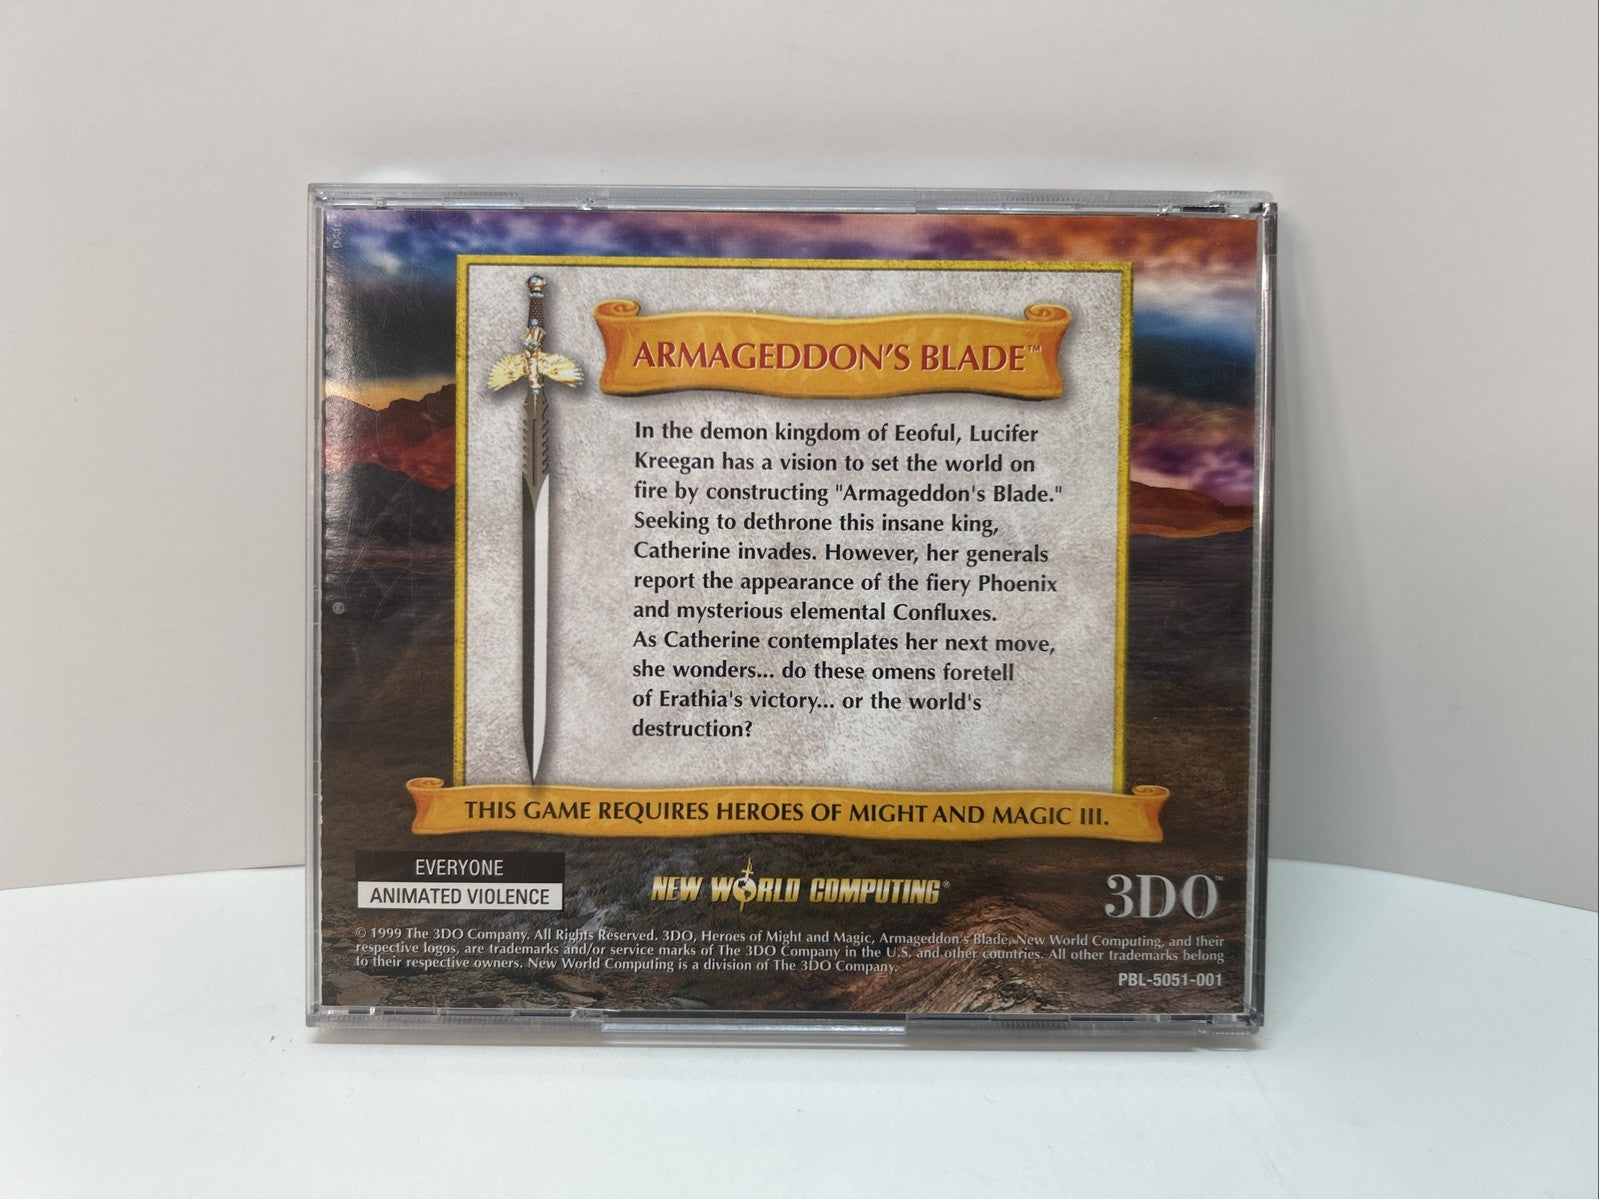 ARMAGEDDON'S BLADE™
In the demon kingdom of Eeoful, Lucifer
Kreegan has a vision to set the world on
fire by constructing "Armageddon's Blade."
Seeking to dethrone this insane king,
Catherine invades. However, her generals
report the appearance of the fiery Phoenix
and mysterious elemental Confluxes.
As Catherine contemplates her next move,
she wonders... do these omens foretell
of Erathia's victory... or the world's
destruction?
THIS GAME REQUIRES HEROES OF MIGHT AND MAGIC III.
EVERYONE
ANIMATED VIOLENCE
NEW WORLD COMPUTING®
3DO™
© 1999 The 3DO Company. All Rights Reserved. 3DO, Heroes of Might and Magic, Armageddon's Blade, New World Computing, and their
respective logos, are trademarks and/or service marks of The 3DO Company in the U.S. and other countries. All other trademarks belong
to their respective owners. New World Computing is a division of The 3DO Company.
PBL-5051-001